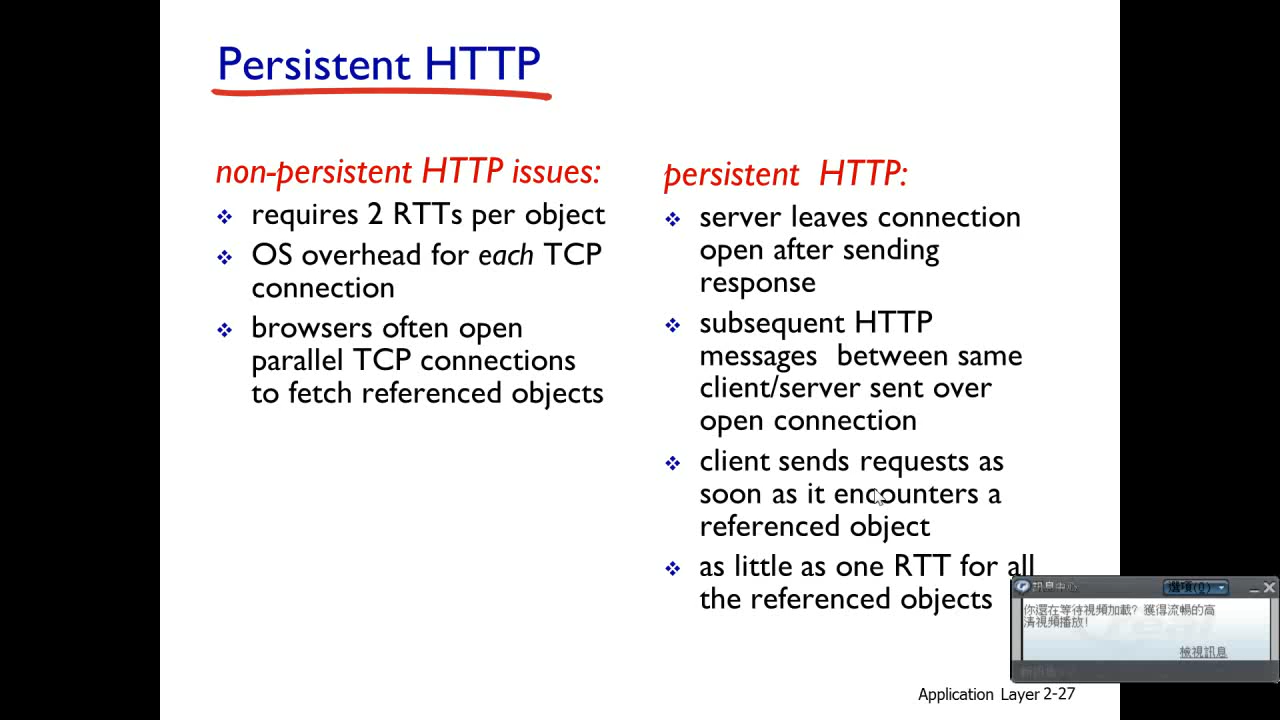 Persistent HTTP
non-persistent HTTP issues:
requires 2 RTTs per object
OS overhead for each TCP
connection
browsers often open
parallel TCP connections
to fetch referenced objects
persistent HTTP:
server leaves connection
open after sending
response
subsequent HTTP
messages between same
client/server sent over
open connection
client sends requests as
soon as it encounters a
referenced object
as little as one RTT for all
the referenced objects
訊息中心
選項(O)
你還在等待視頻加載? 獲得流暢的高
清視頻播放!
檢視訊息
Application Layer 2-27